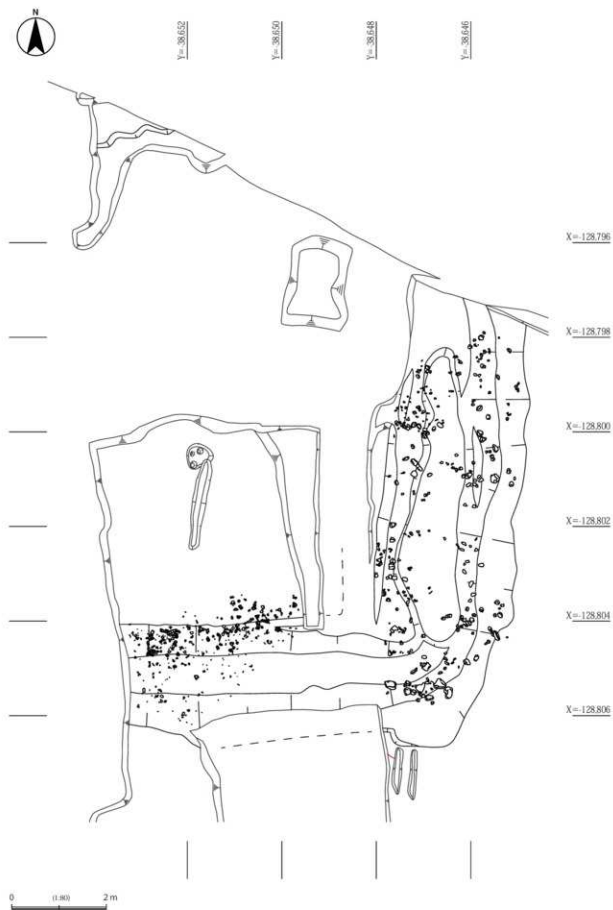 N
Y=-38.652
Y=-38.650
Y=-38.648
Y=-38.646
X=-128.796
X=-128.798
X=-128.800
X=-128.802
X=-128.804
X=-128.806
0 (1:80) 2 m